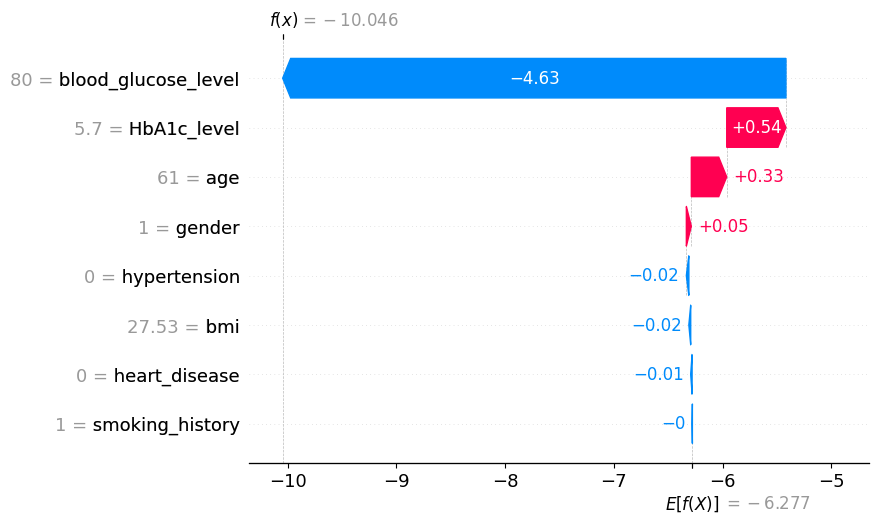 f(x) = −10.046
80 = blood_glucose_level −4.63
5.7 = HbA1c_level +0.54
61 = age +0.33
1 = gender +0.05
0 = hypertension −0.02
27.53 = bmi −0.02
0 = heart_disease −0.01
1 = smoking_history −0
−10 −9 −8 −7 −6 −5
E[f(X)] = −6.277